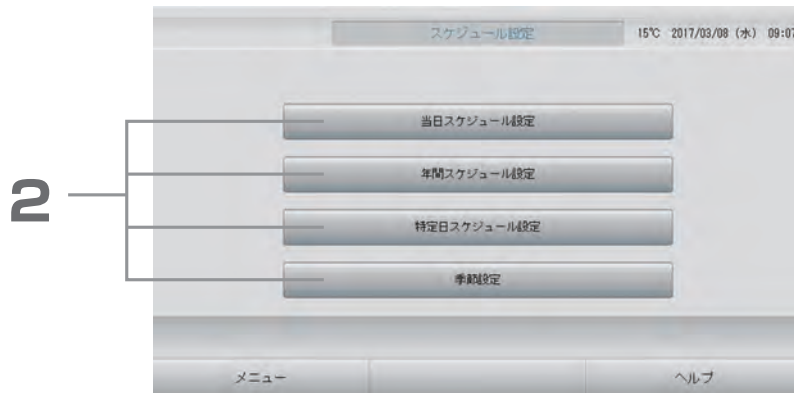 スケジュール設定 15℃ 2017/03/08 (水) 09:07
当日スケジュール設定
年間スケジュール設定
2
特定日スケジュール設定
季節設定
メニュー ヘルプ